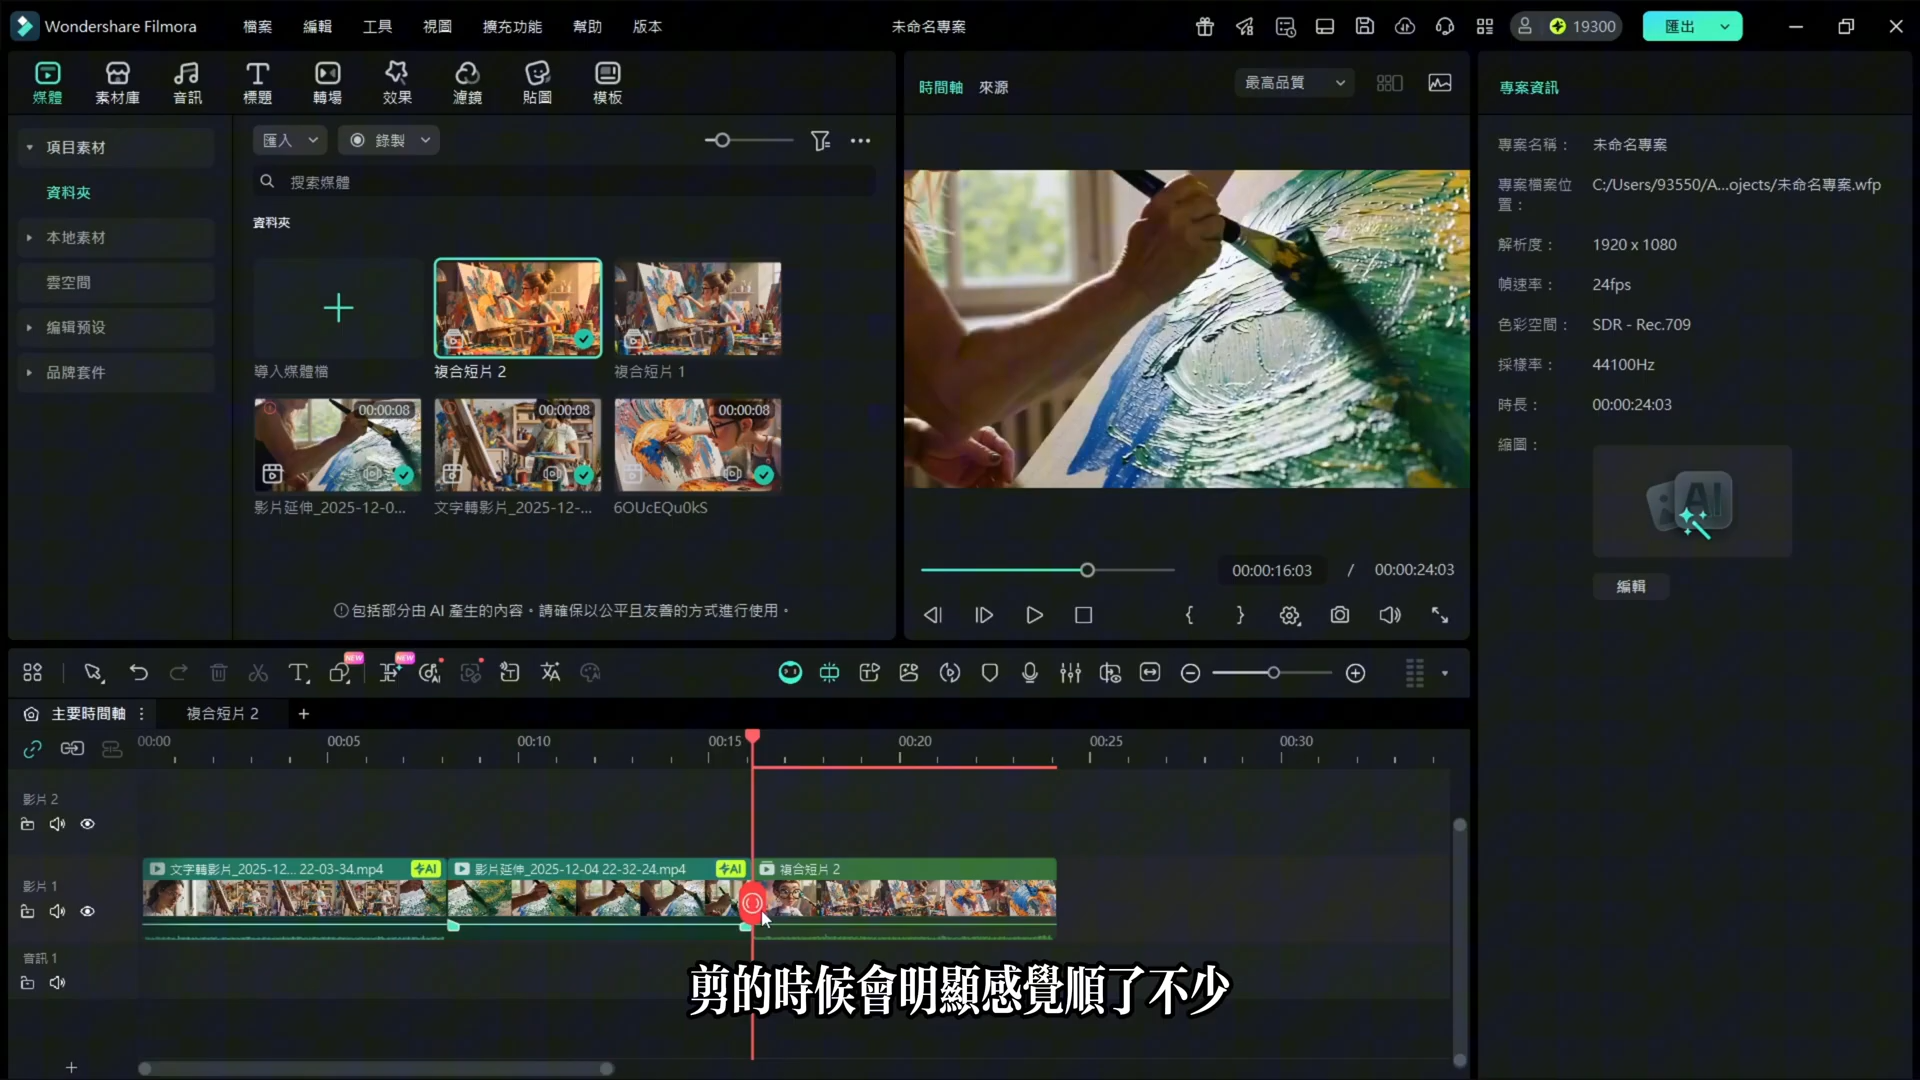 Wondershare Filmora 檔案 編輯 工具 視圖 擴充功能 幫助 版本
未命名專案
19300
匯出
媒體 素材庫 音訊 標題 轉場 效果 濾鏡 貼圖 模板
項目素材
資料夾
本地素材
雲空間
编辑预设
品牌套件
匯入 錄製
搜索媒體
資料夾
導入媒體檔
複合短片 2
複合短片 1
00:00:08
00:00:08
00:00:08
影片延伸_2025-12-0...
文字轉影片_2025-12-...
6OUcEQu0kS
包括部分由 AI 產生的內容。請確保以公平且友善的方式進行使用。
時間軸 來源
最高品質
00:00:16:03 / 00:00:24:03
專案資訊
專案名稱： 未命名專案
專案檔案位置： C:/Users/93550/A...ojects/未命名專案.wfp
解析度： 1920 x 1080
幀速率： 24fps
色彩空間： SDR - Rec.709
採樣率： 44100Hz
時長： 00:00:24:03
縮圖：
AI
編輯
NEW NEW
主要時間軸 複合短片 2
00:00 00:05 00:10 00:15 00:20 00:25 00:30
影片 2
影片 1
文字轉影片_2025-12... 22-03-34.mp4 AI
影片延伸_2025-12-04 22-32-24.mp4 AI
複合短片 2
音訊 1
剪的時候會明顯感覺順了不少